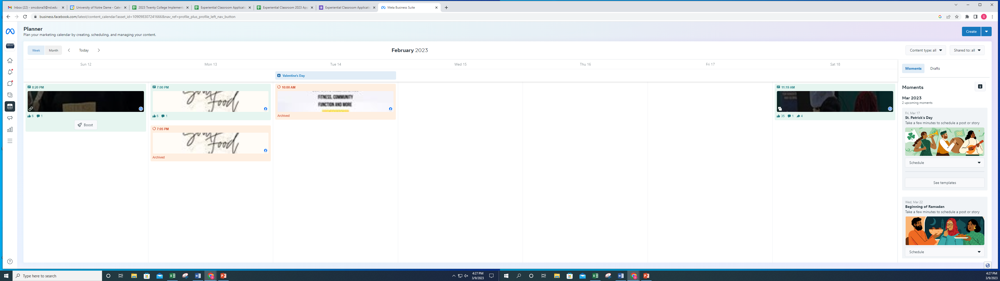 Inbox (22) - smcdona5@nd.edu
University of Notre Dame - Calen
2023 Twenty College Implement
Experiential Classroom Applicatio
Experiential Classroom 2023 App
Experiential Classroom Applicatio
Meta Business Suite
business.facebook.com/latest/content_calendar?asset_id=109098307241666&nav_ref=profile_plus_profile_left_nav_button
S
Planner
Plan your marketing calendar by creating, scheduling, and managing your content.
Create
SBEAP
Week Month Today
February 2023
Content type: all Shared to: all
Sun 12 Mon 13 Tue 14 Wed 15 Thu 16 Fri 17 Sat 18
Valentine's Day
8:20 PM
6 1
Boost
7:00 PM
Soul
Food
6 1
7:05 PM
Soul
Food
Archived
10:00 AM
FITNESS, COMMUNITY
FUNCTION AND MORE
Archived
11:19 AM
35 1 4
Moments Drafts
Moments
Mar 2023
2 upcoming moments
Fri, Mar 17
St. Patrick's Day
Take a few minutes to schedule a post or story
Schedule
See templates
Wed, Mar 22
Beginning of Ramadan
Take a few minutes to schedule a post or story
Schedule
Type here to search
4:27 PM
3/9/2023
4:27 PM
3/9/2023